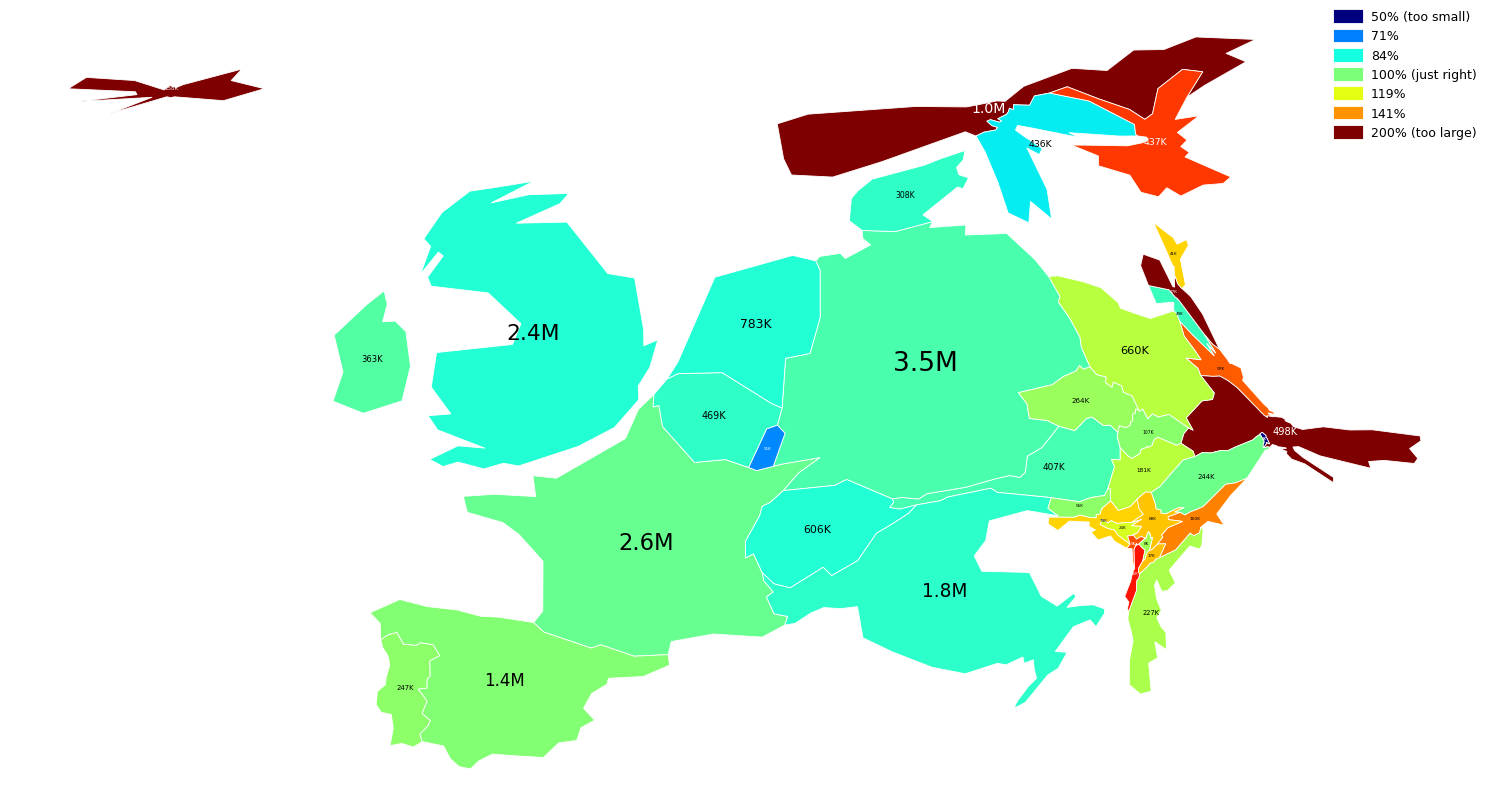 50% (too small)
71%
84%
100% (just right)
119%
141%
200% (too large)
1.0M
436K
437K
308K
2.4M
783K
3.5M
660K
363K
469K
264K
498K
107K
407K
181K
244K
606K
2.6M
1.8M
227K
1.4M
247K